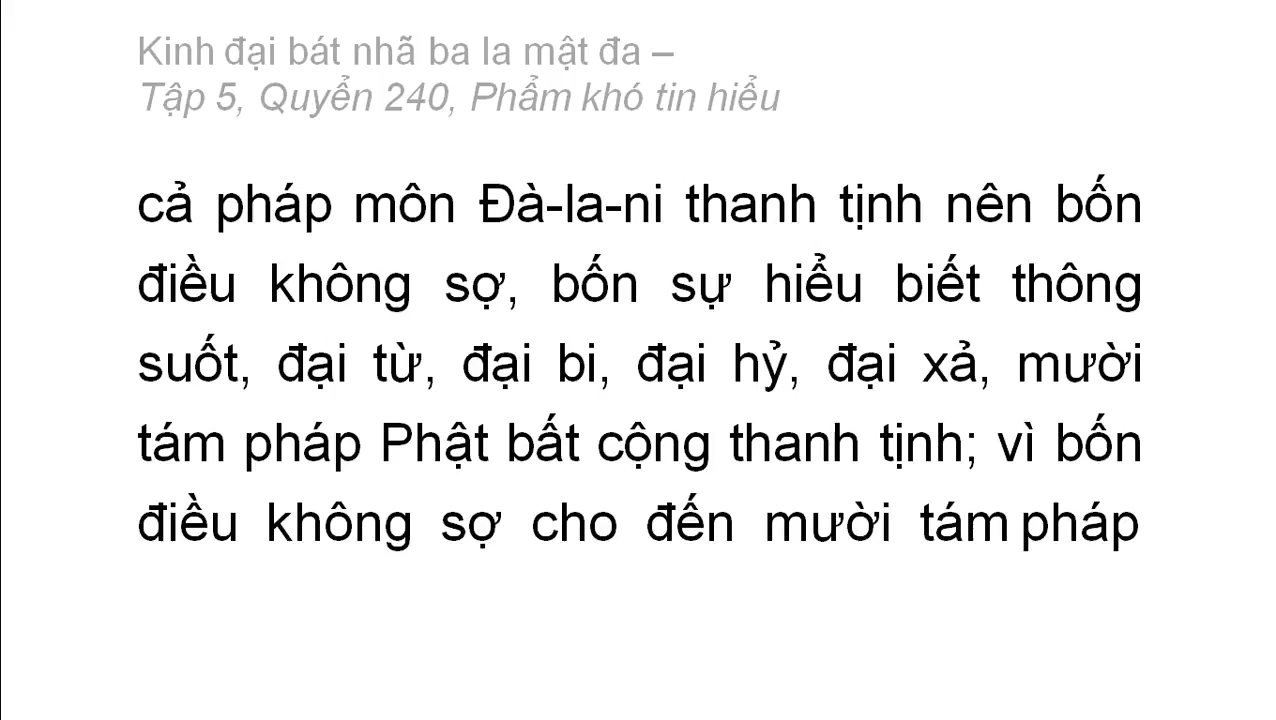 Kinh đại bát nhã ba la mật đa –
Tập 5, Quyển 240, Phẩm khó tin hiểu
cả pháp môn Đà-la-ni thanh tịnh nên bốn
điều không sợ, bốn sự hiểu biết thông
suốt, đại từ, đại bi, đại hỷ, đại xả, mười
tám pháp Phật bất cộng thanh tịnh; vì bốn
điều không sợ cho đến mười tám pháp